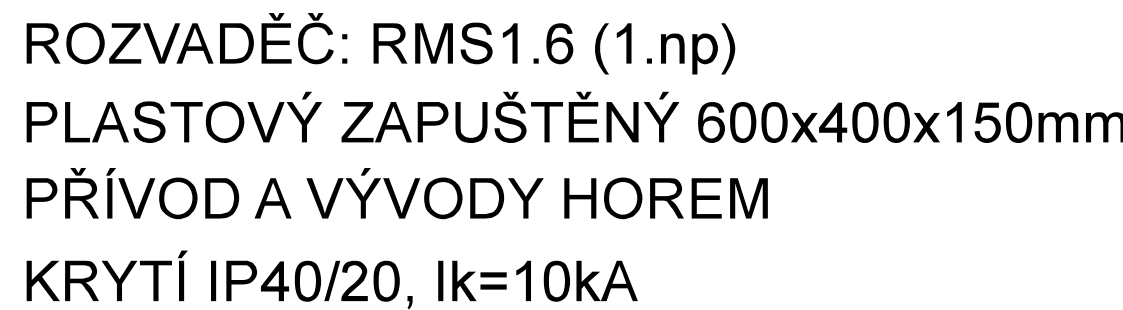 ROZVADĚČ: RMS1.6 (1.np)
PLASTOVÝ ZAPUŠTĚNÝ 600x400x150mm
PŘÍVOD A VÝVODY HOREM
KRYTÍ IP40/20, Ik=10kA